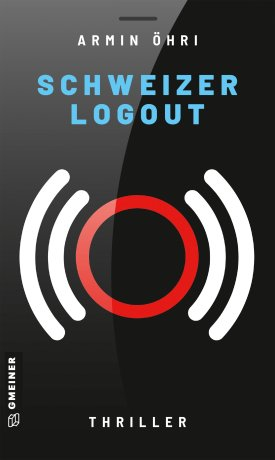 ARMIN ÖHRI
SCHWEIZER
LOGOUT
GMEINER
THRILLER